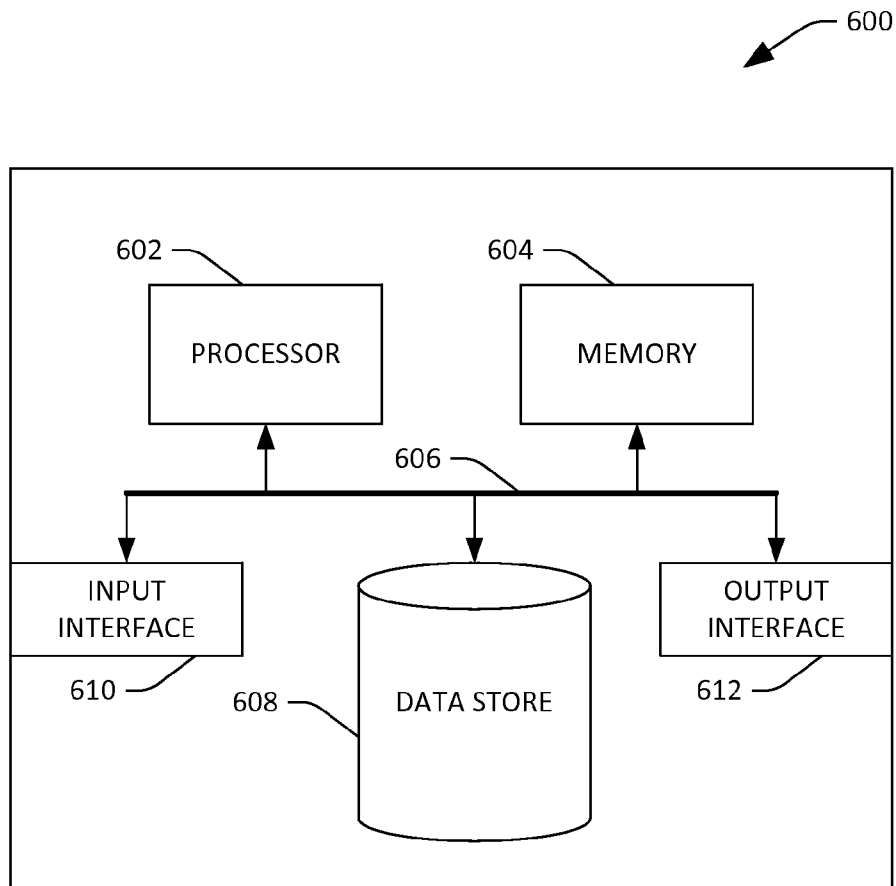 600
602
604
PROCESSOR
MEMORY
606
INPUT
INTERFACE
OUTPUT
INTERFACE
610
608
DATA STORE
612